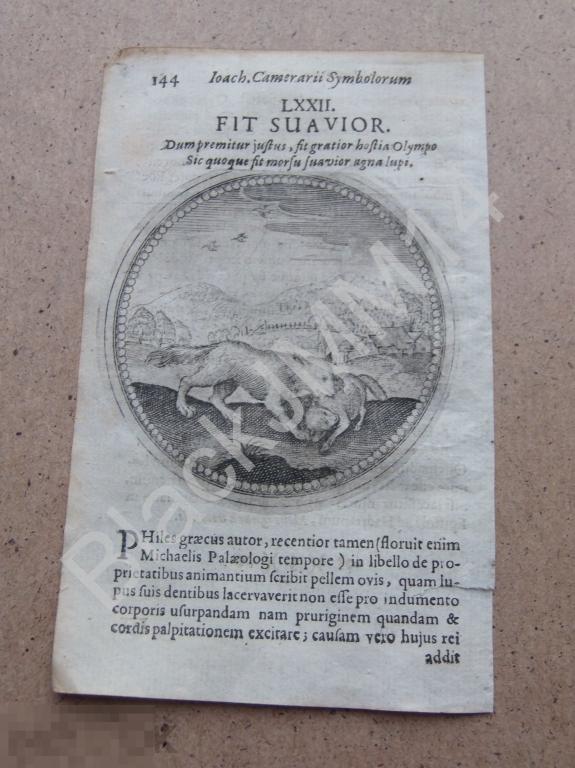 144 Ioach. Camerarii Symbolorum
LXXII.
FIT SUAVIOR.
Dum premitur justus, fit gratior hostia Olympo
Sic quoque fit morsu suavior agna lupi.
PHiles græcus autor, recentior tamen (floruit enim
Michaelis Palæologi tempore) in libello de pro-
prietatibus animantium scribit pellem ovis, quam lu-
pus suis dentibus lacervaverit non esse pro indumento
corporis usurpandam nam pruriginem quandam &
cordis palpitationem excitare; causam vero hujus rei
addit
BlackJMM14